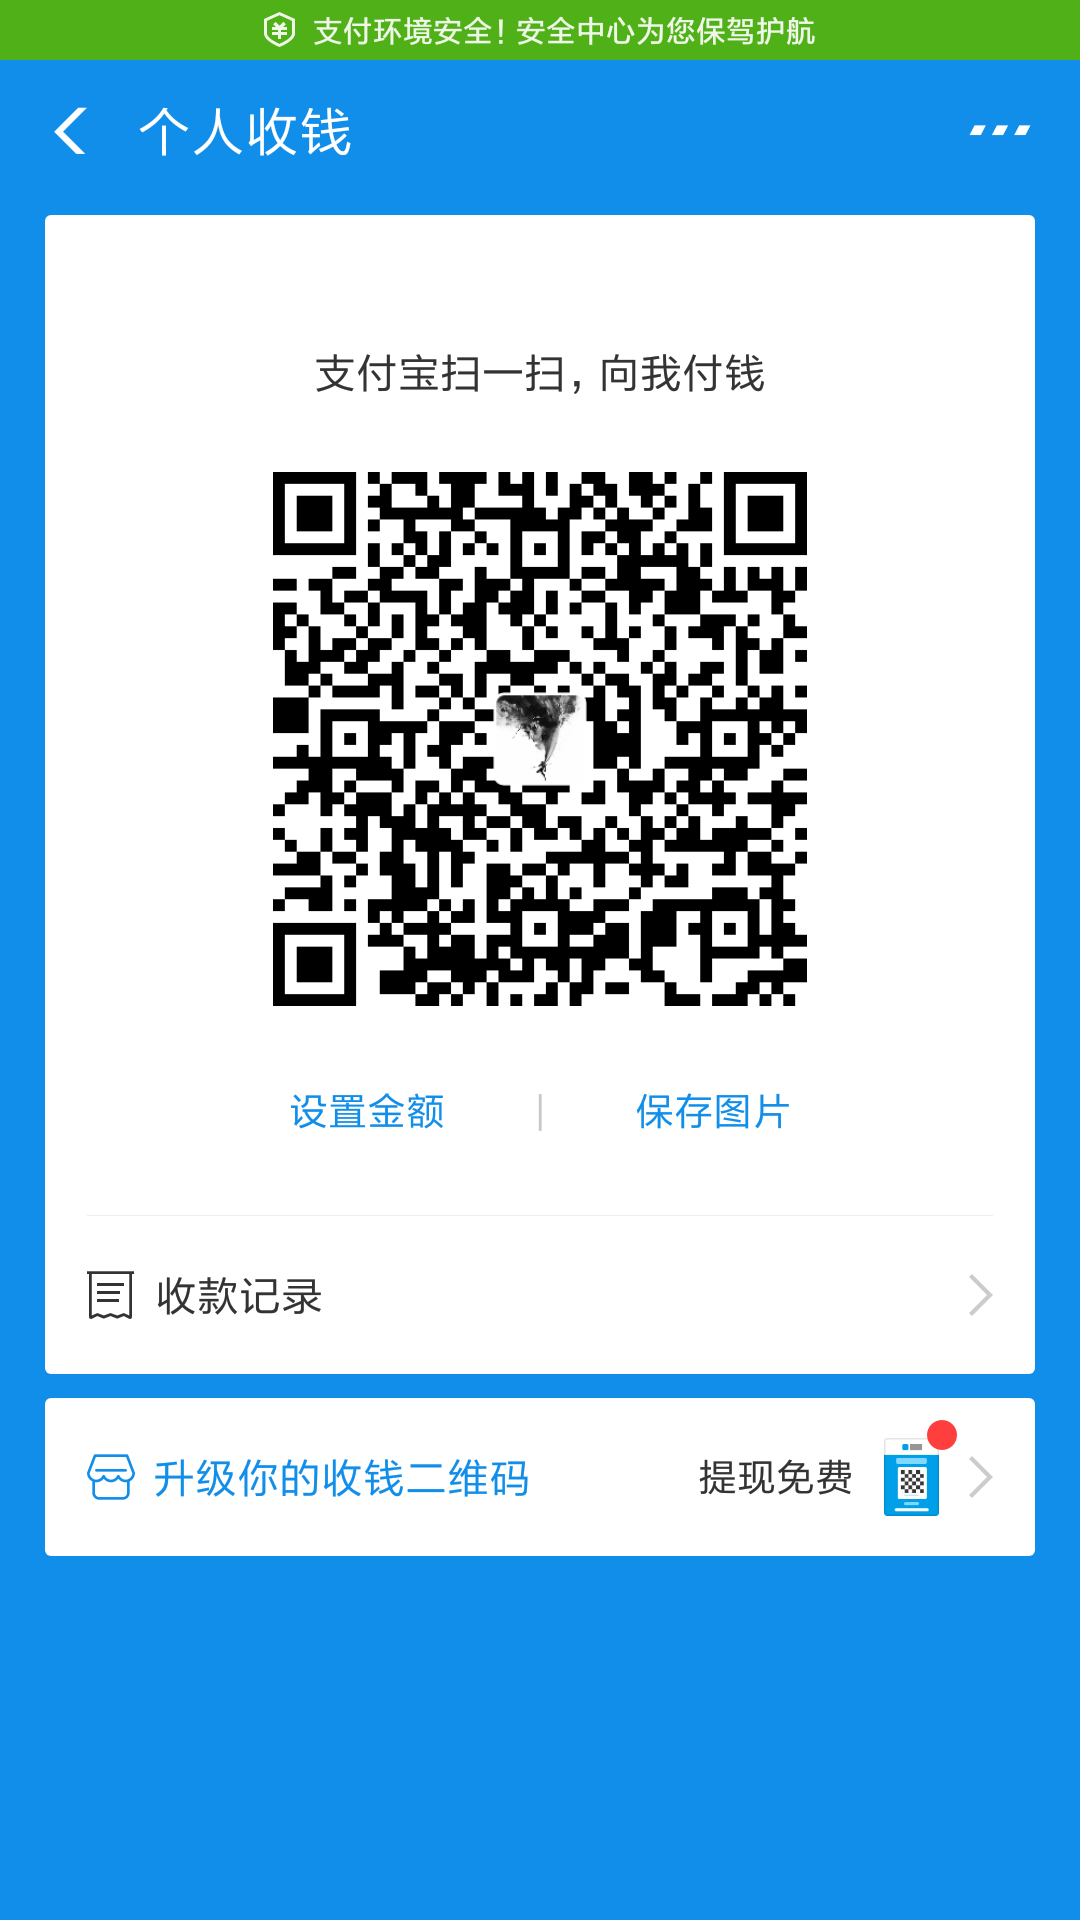 支付环境安全！安全中心为您保驾护航
个人收钱
支付宝扫一扫，向我付钱
设置金额 | 保存图片
收款记录
升级你的收钱二维码 提现免费